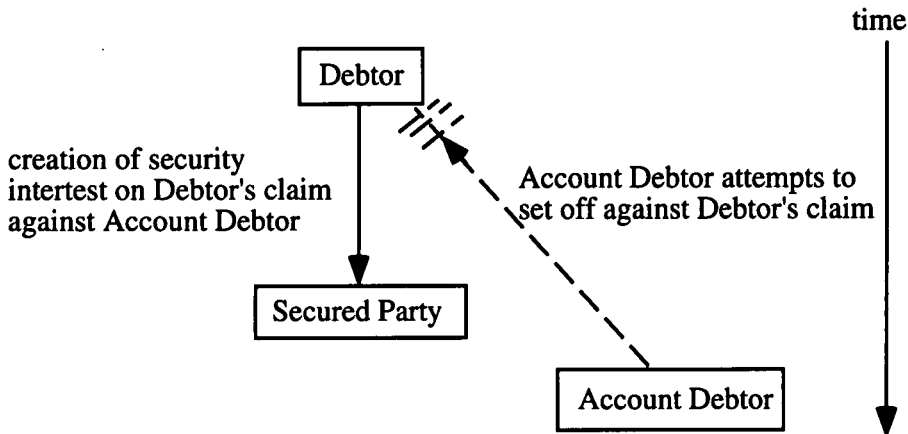 time
Debtor
creation of security
intertest on Debtor's claim
against Account Debtor
Account Debtor attempts to
set off against Debtor's claim
Secured Party
Account Debtor